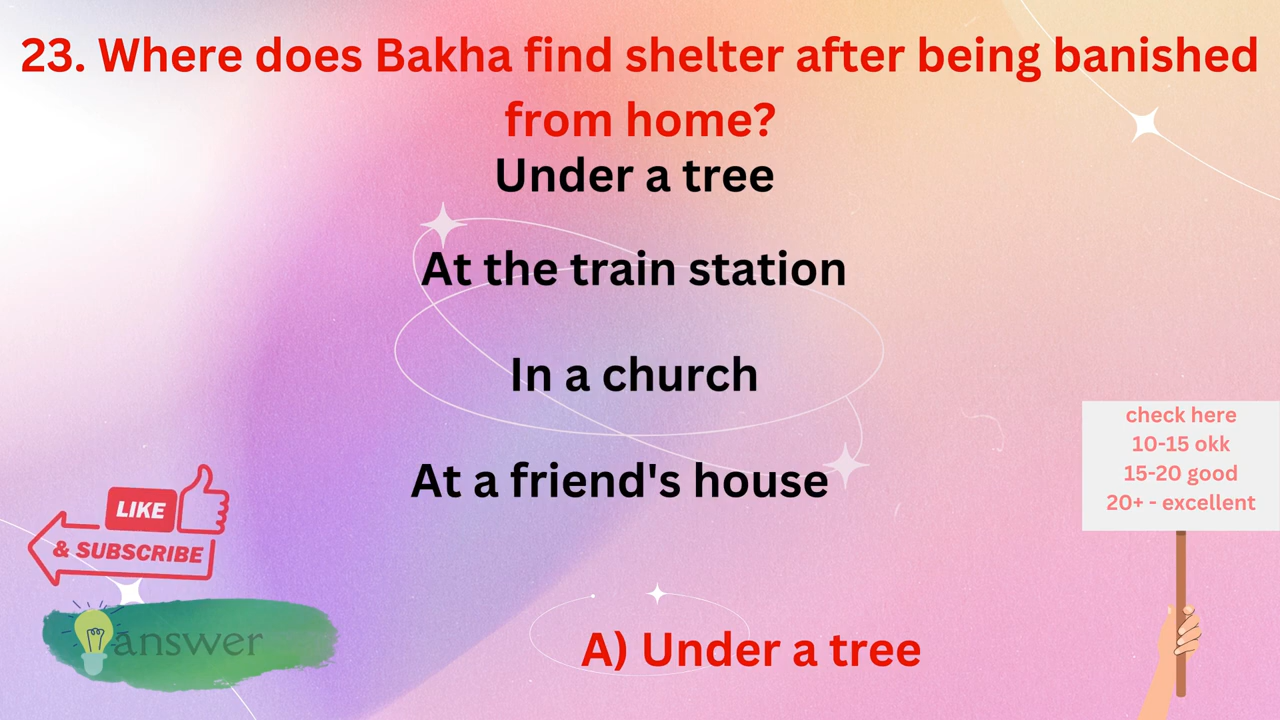 23. Where does Bakha find shelter after being banished
from home?
Under a tree
At the train station
In a church
At a friend's house
check here
10-15 okk
15-20 good
20+ - excellent
LIKE
& SUBSCRIBE
answer
A) Under a tree